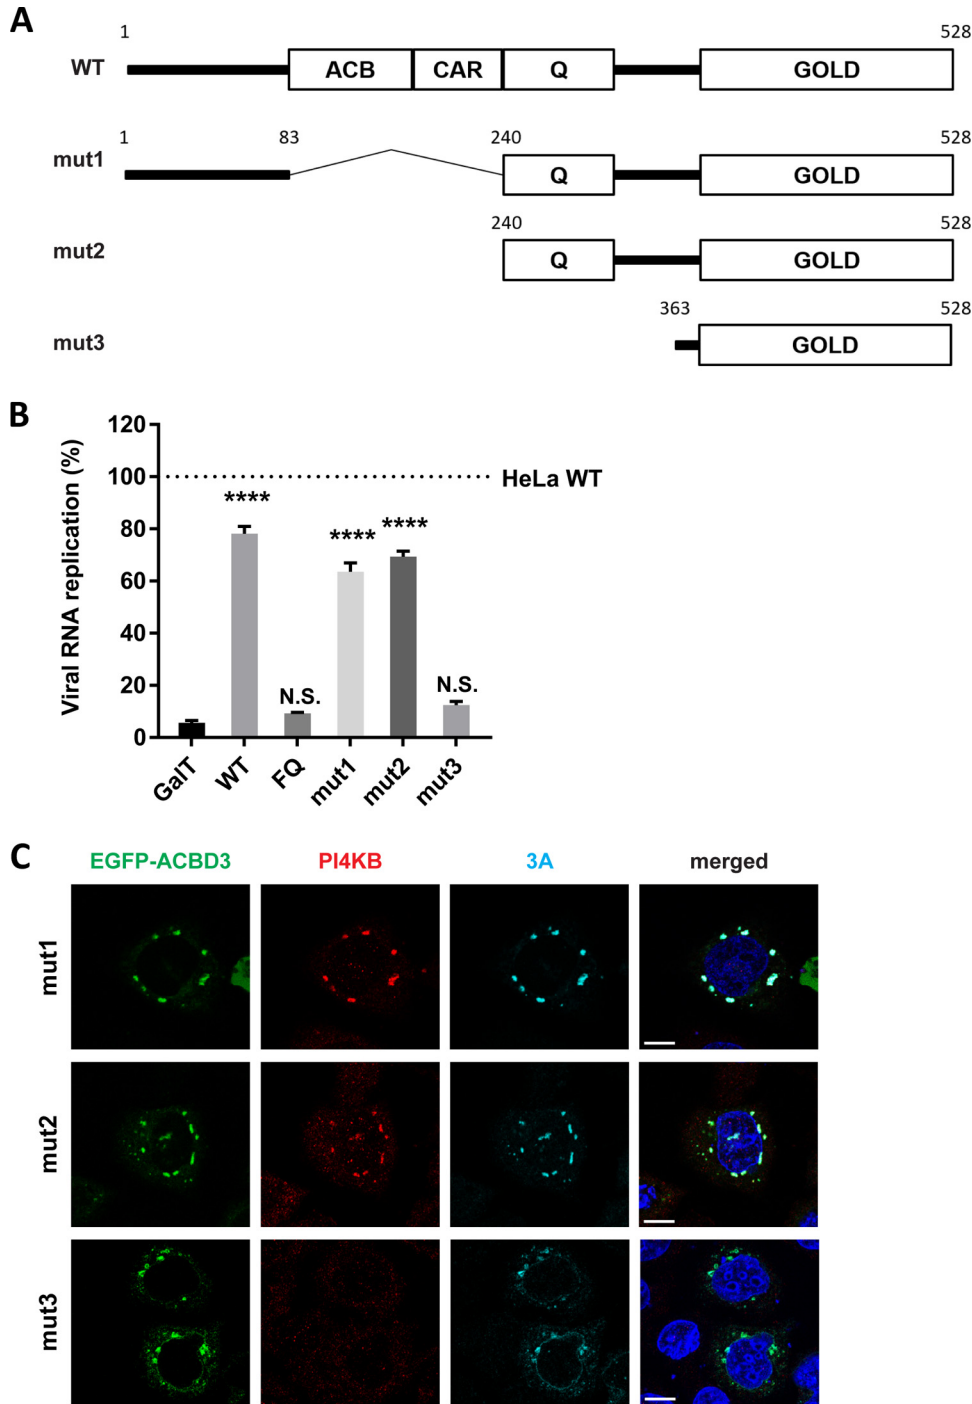 A
1 528
WT ACB CAR Q GOLD
1 83 240 528
mut1 Q GOLD
240 528
mut2 Q GOLD
363 528
mut3 GOLD
B
Viral RNA replication (%)
120
100
80
60
40
20
0
HeLa WT
**** N.S. **** **** N.S.
GalT WT FQ mut1 mut2 mut3
C
EGFP-ACBD3 PI4KB 3A merged
mut1
mut2
mut3